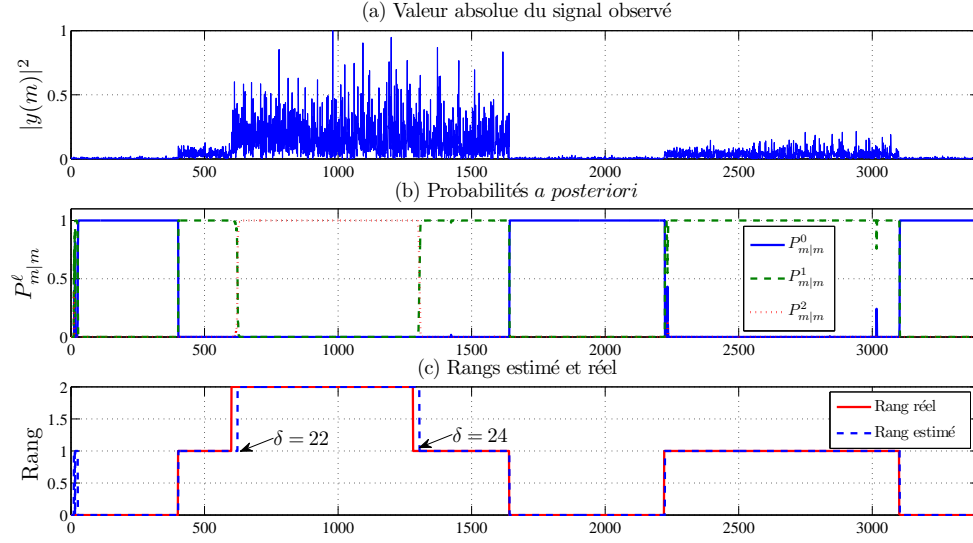 (a) Valeur absolue du signal observé
|y(m)|²
1
0.5
0
0 500 1000 1500 2000 2500 3000
(b) Probabilités a posteriori
P^ℓ_{m|m}
1
0.5
0
P^0_{m|m}
P^1_{m|m}
P^2_{m|m}
0 500 1000 1500 2000 2500 3000
(c) Rangs estimé et réel
Rang
2
1.5
1
0.5
0
δ = 22
δ = 24
Rang réel
Rang estimé
0 500 1000 1500 2000 2500 3000